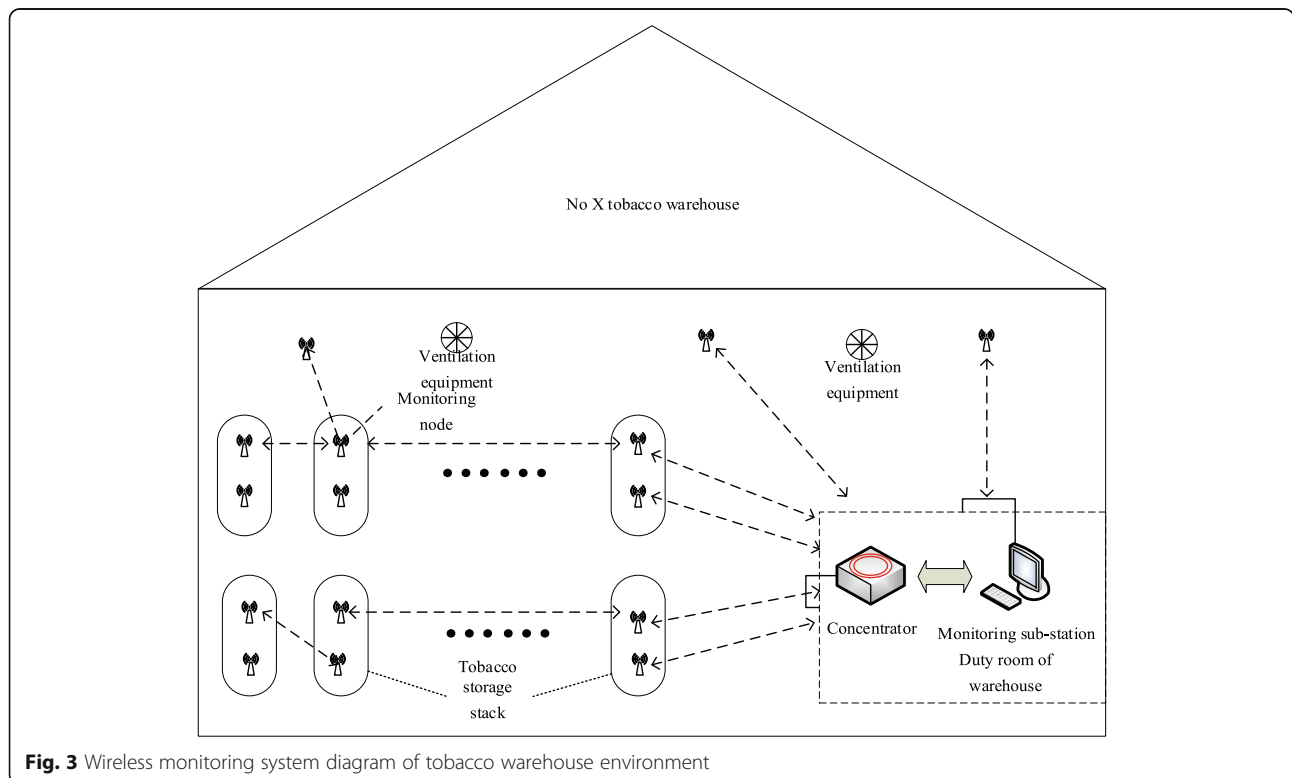 No X tobacco warehouse
Ventilation
equipment
Monitoring
node
Ventilation
equipment
Concentrator
Monitoring sub-station
Duty room of
warehouse
Tobacco
storage
stack
Fig. 3 Wireless monitoring system diagram of tobacco warehouse environment